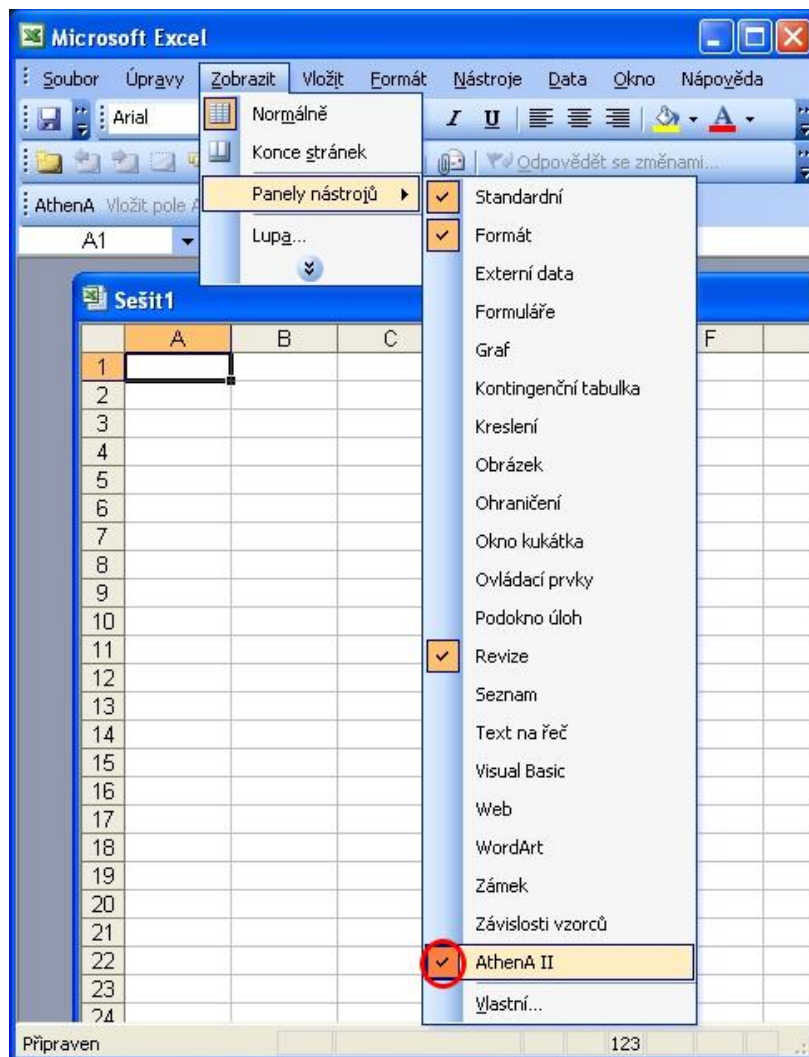 Microsoft Excel
Soubor Úpravy Zobrazit Vložit Formát Nástroje Data Okno Nápověda
Arial
I U A
Normálně
Konce stránek
Odpovědět se změnami...
AthenA Vložit pole
Panely nástrojů
Lupa...
A1
Standardní
Formát
Externí data
Formuláře
Graf
Kontingenční tabulka
Kreslení
Obrázek
Ohraničení
Okno kukátka
Ovládací prvky
Podokno úloh
Revize
Seznam
Text na řeč
Visual Basic
Web
WordArt
Zámek
Závislosti vzorců
AthenA II
Vlastní...
Sešit1
A B C F
1
2
3
4
5
6
7
8
9
10
11
12
13
14
15
16
17
18
19
20
21
22
23
24
Připraven 123